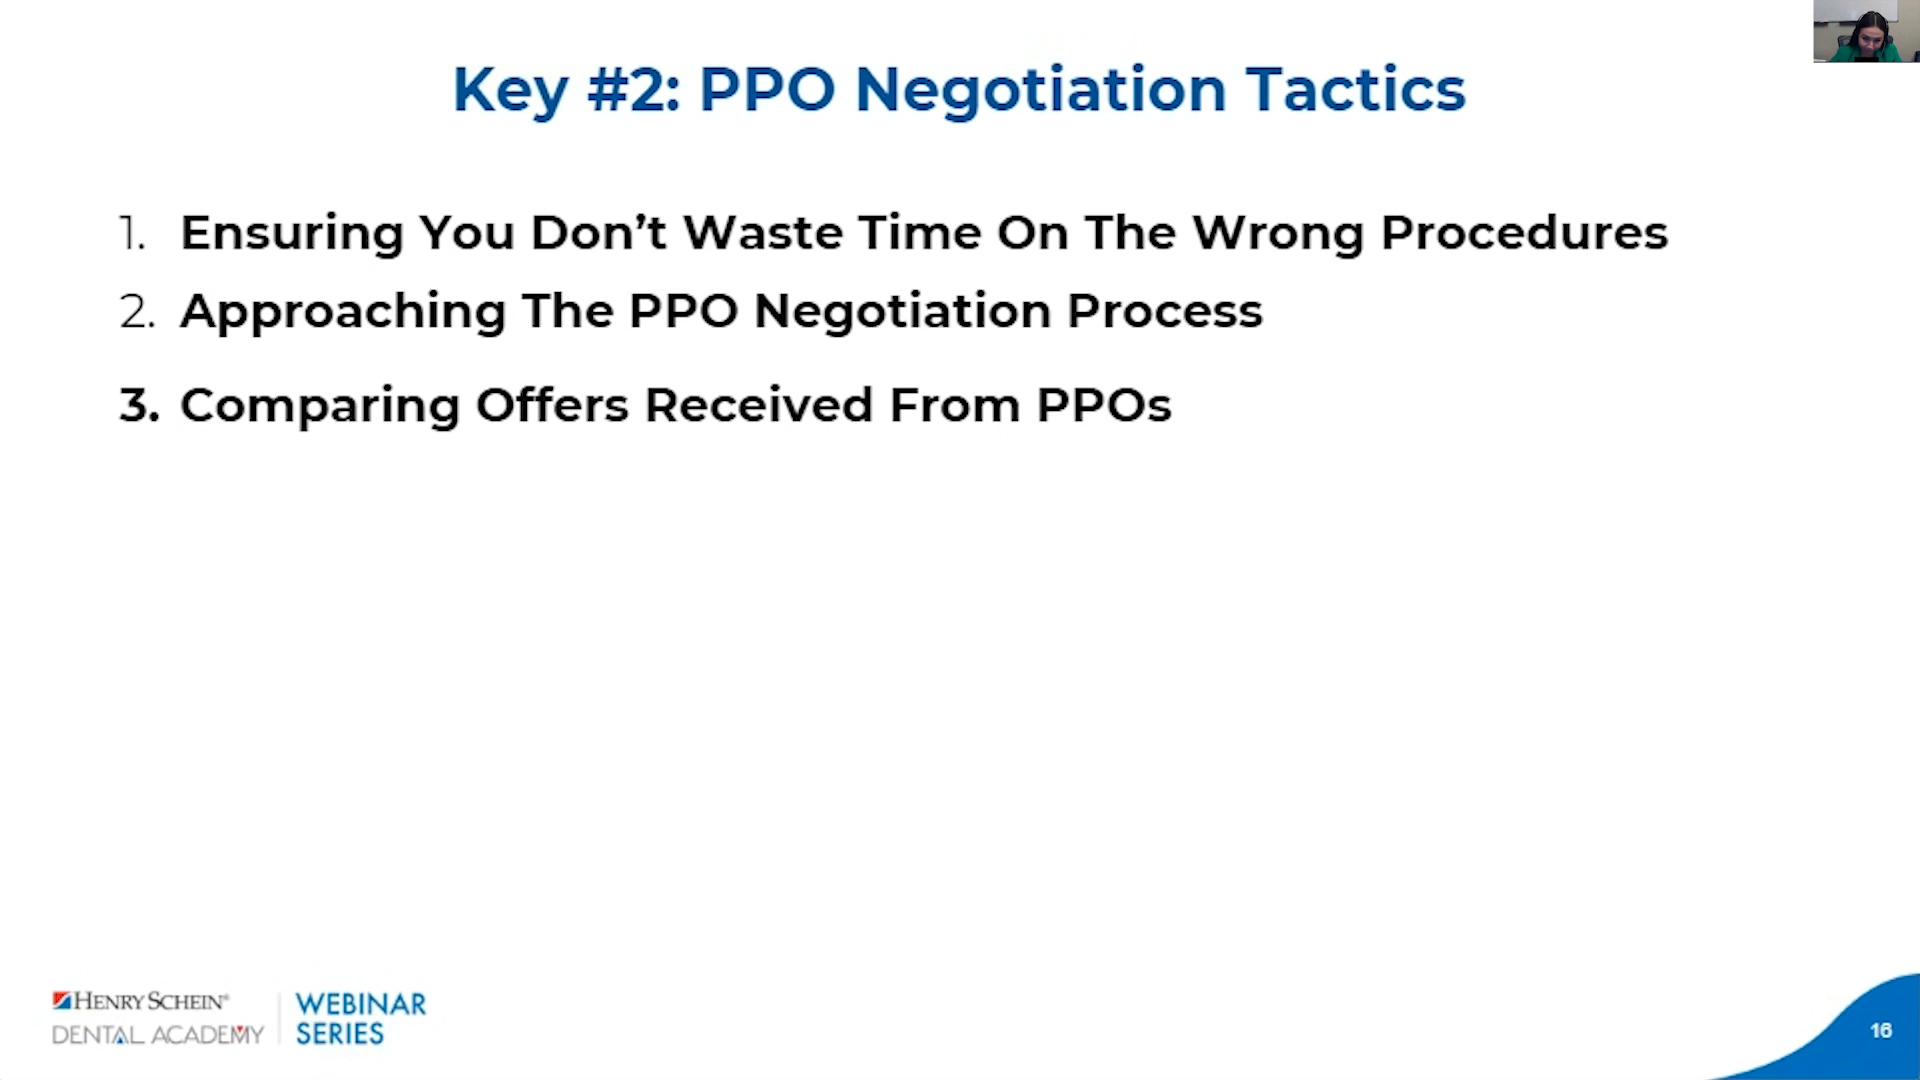 Key #2: PPO Negotiation Tactics
1. Ensuring You Don’t Waste Time On The Wrong Procedures
2. Approaching The PPO Negotiation Process
3. Comparing Offers Received From PPOs
HENRY SCHEIN®
DENTAL ACADEMY
WEBINAR
SERIES
16